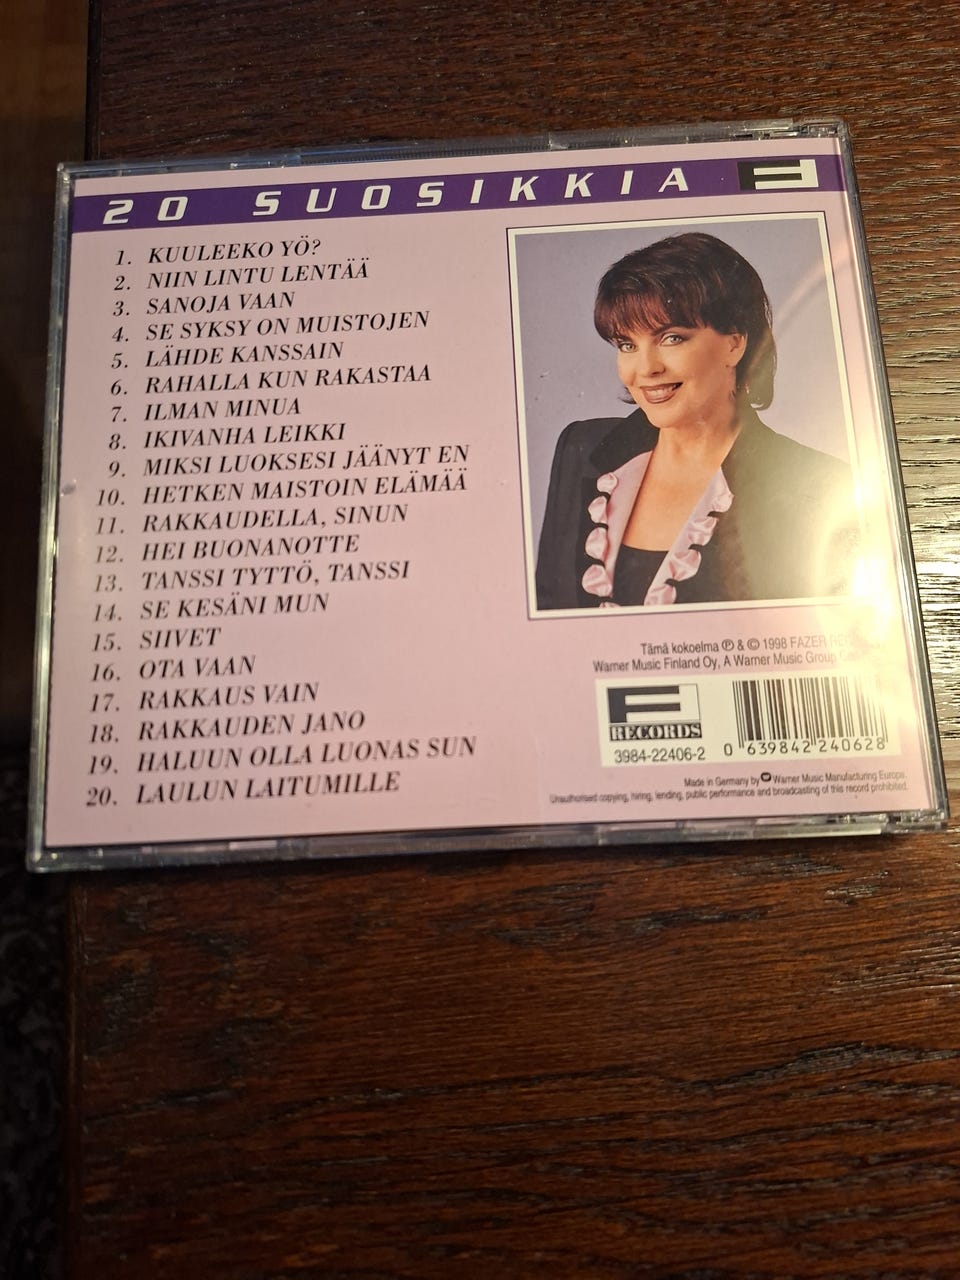 20 SUOSIKKIA
1. KUULEEKO YÖ?
2. NIIN LINTU LENTÄÄ
3. SANOJA VAAN
4. SE SYKSY ON MUISTOJEN
5. LÄHDE KANSSAIN
6. RAHALLA KUN RAKASTAA
7. ILMAN MINUA
8. IKIVANHA LEIKKI
9. MIKSI LUOKSESI JÄÄNYT EN
10. HETKEN MAISTOIN ELÄMÄÄ
11. RAKKAUDELLA, SINUN
12. HEI BUONANOTTE
13. TANSSI TYTTÖ, TANSSI
14. SE KESÄNI MUN
15. SIIVET
16. OTA VAAN
17. RAKKAUS VAIN
18. RAKKAUDEN JANO
19. HALUUN OLLA LUONAS SUN
20. LAULUN LAITUMILLE
Tämä kokoelma ℗ & © 1998 FAZER
Warner Music Finland Oy, A Warner Music Group
F
RECORDS
3984-22406-2
0 639842 240628
Made in Germany by Warner Music Manufacturing Europe.
Unauthorised copying, hiring, lending, public performance and broadcasting of this record prohibited.